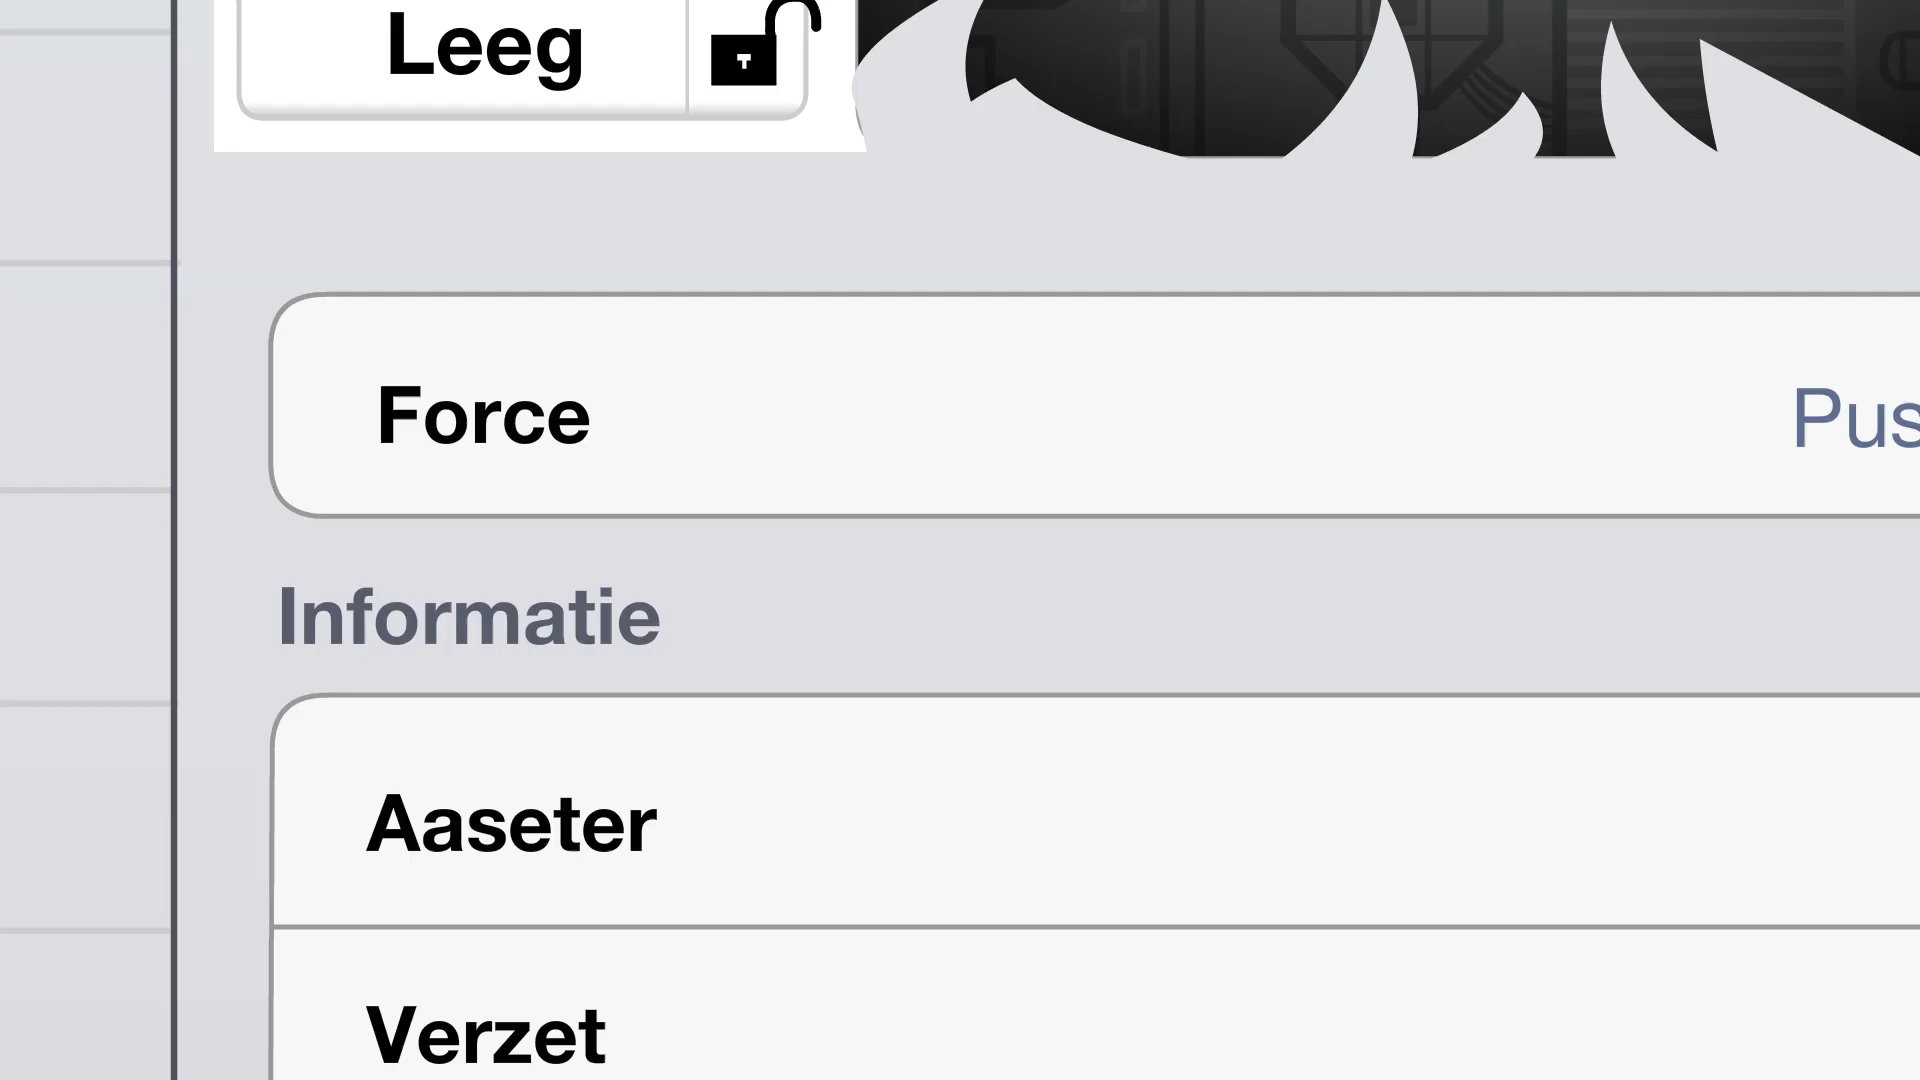 Leeg
Force
Pus
Informatie
Aaseter
Verzet